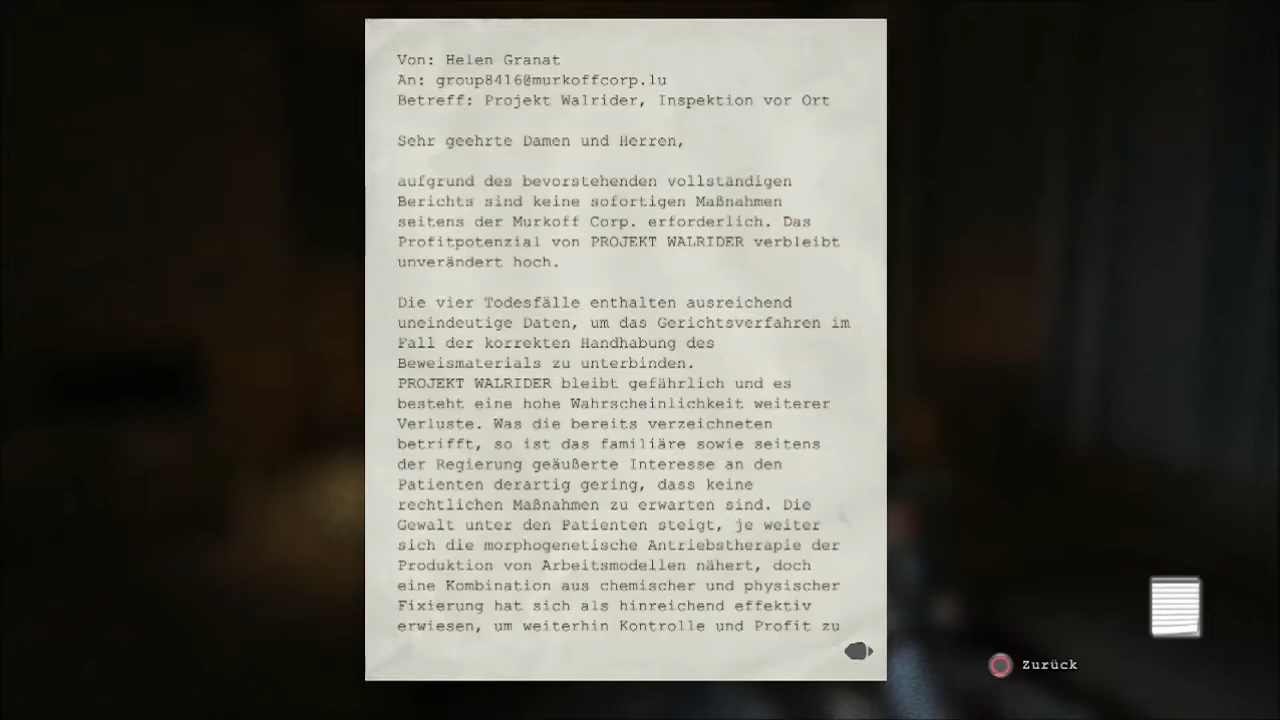 Von: Helen Granat
An: group8416@murkoffcorp.lu
Betreff: Projekt Walrider, Inspektion vor Ort
Sehr geehrte Damen und Herren,
aufgrund des bevorstehenden vollständigen
Berichts sind keine sofortigen Maßnahmen
seitens der Murkoff Corp. erforderlich. Das
Profitpotenzial von PROJEKT WALRIDER verbleibt
unverändert hoch.
Die vier Todesfälle enthalten ausreichend
uneindeutige Daten, um das Gerichtsverfahren im
Fall der korrekten Handhabung des
Beweismaterials zu unterbinden.
PROJEKT WALRIDER bleibt gefährlich und es
besteht eine hohe Wahrscheinlichkeit weiterer
Verluste. Was die bereits verzeichneten
betrifft, so ist das familiäre sowie seitens
der Regierung geäußerte Interesse an den
Patienten derartig gering, dass keine
rechtlichen Maßnahmen zu erwarten sind. Die
Gewalt unter den Patienten steigt, je weiter
sich die morphogenetische Antriebstherapie der
Produktion von Arbeitsmodellen nähert, doch
eine Kombination aus chemischer und physischer
Fixierung hat sich als hinreichend effektiv
erwiesen, um weiterhin Kontrolle und Profit zu
Zurück